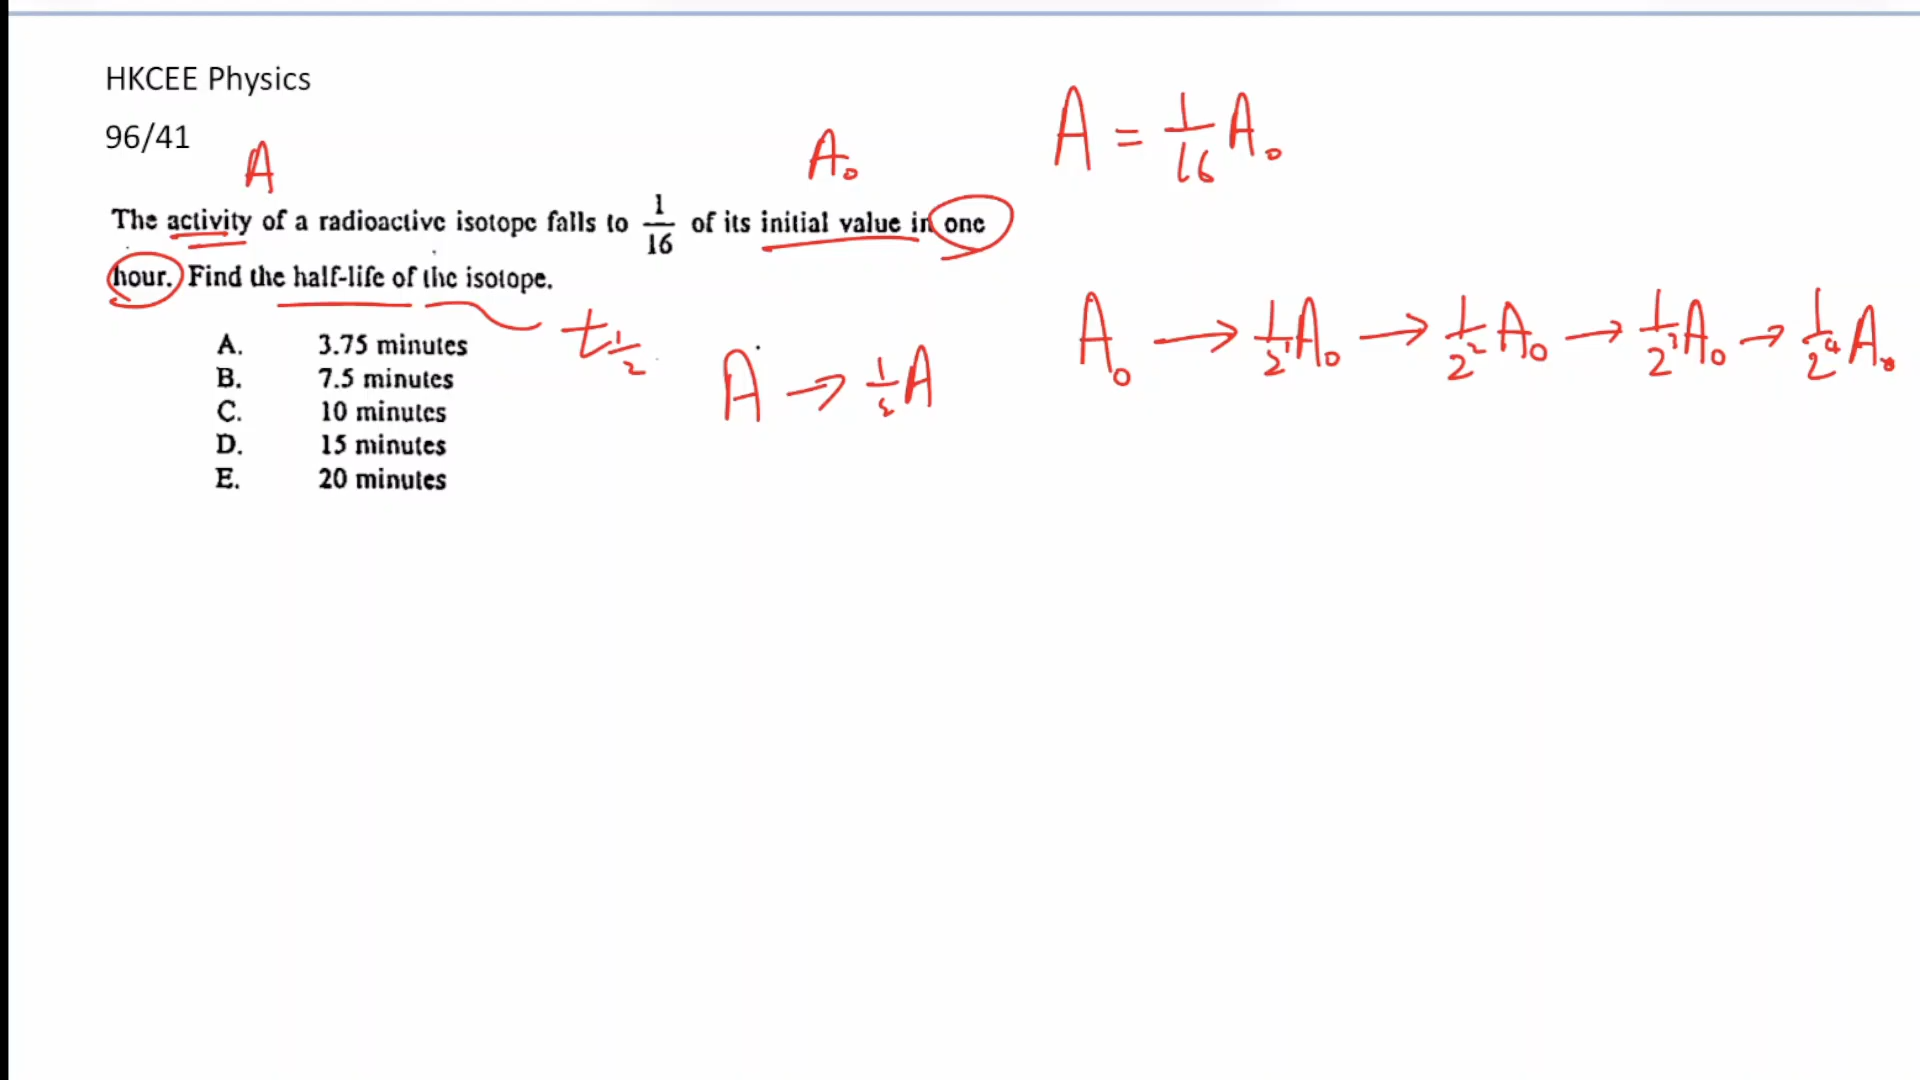 HKCEE Physics
96/41
A
A₀
A = 1/16 A₀
The activity of a radioactive isotope falls to 1/16 of its initial value in one
hour. Find the half-life of the isotope.
t 1/2
A → 1/2 A
A₀ → 1/2¹ A₀ → 1/2² A₀ → 1/2³ A₀ → 1/2⁴ A₀
A. 3.75 minutes
B. 7.5 minutes
C. 10 minutes
D. 15 minutes
E. 20 minutes